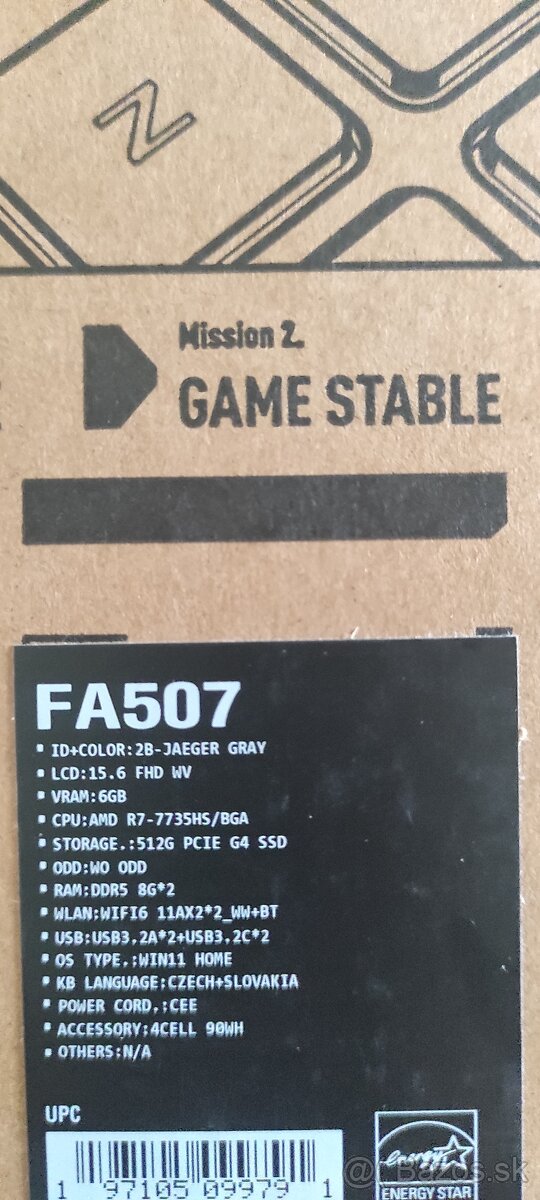 Z
Mission 2.
GAME STABLE
FA507
ID+COLOR:2B-JAEGER GRAY
LCD:15.6 FHD WV
VRAM:6GB
CPU:AMD R7-7735HS/BGA
STORAGE.:512G PCIE G4 SSD
ODD:WO ODD
RAM:DDR5 8G*2
WLAN:WIFI6 11AX2*2_WW+BT
USB:USB3.2A*2+USB3.2C*2
OS TYPE.:WIN11 HOME
KB LANGUAGE:CZECH+SLOVAKIA
POWER CORD.:CEE
ACCESSORY:4CELL 90WH
OTHERS:N/A
UPC
1 97105 09979 1
energy
ENERGY STAR
@ Bazos.sk